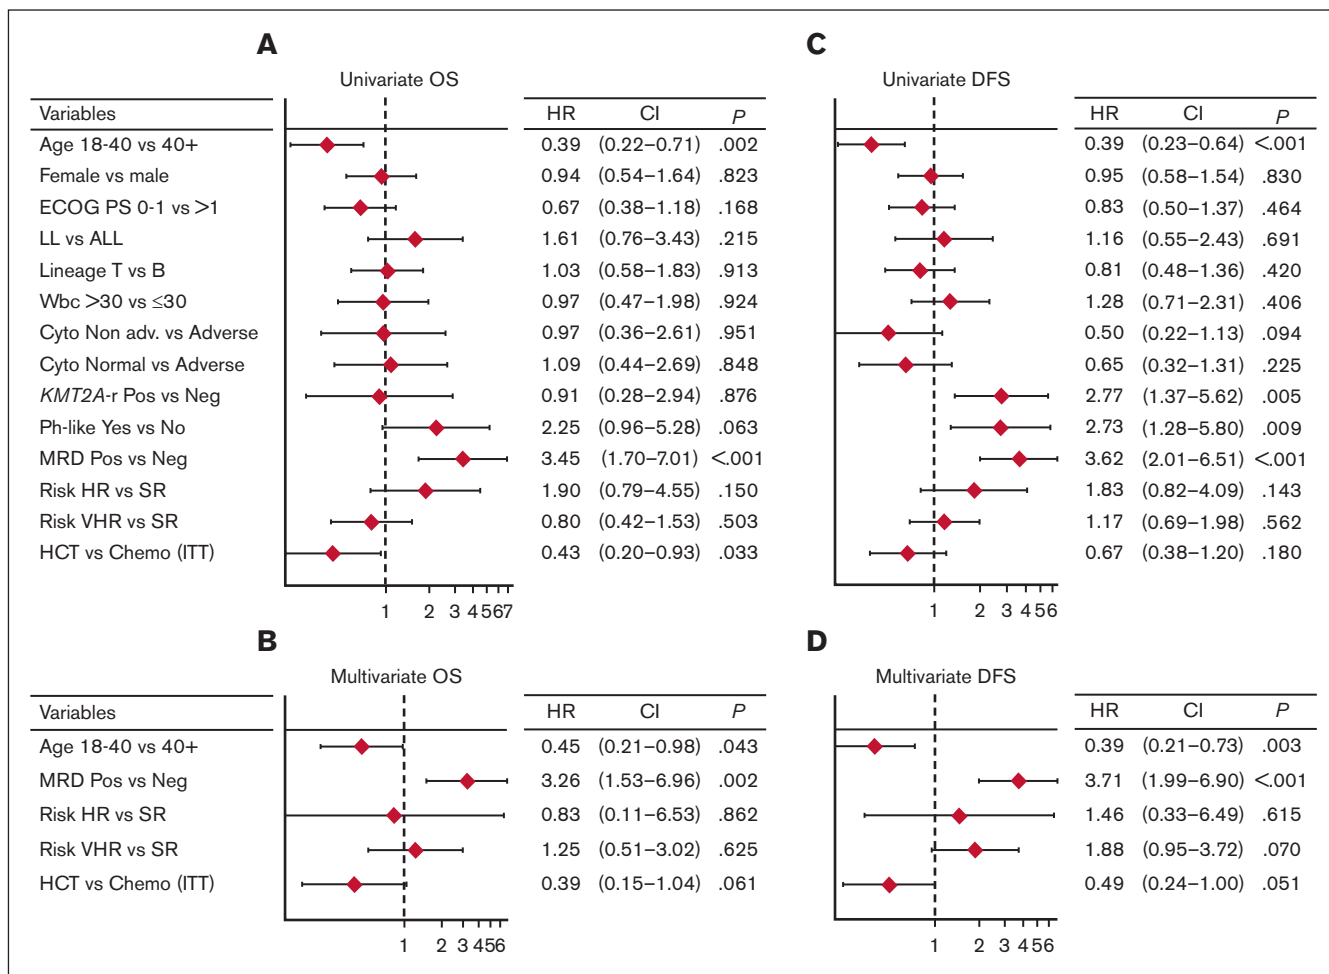 A
Univariate OS
Variables HR CI P
Age 18-40 vs 40+ 0.39 (0.22–0.71) .002
Female vs male 0.94 (0.54–1.64) .823
ECOG PS 0-1 vs >1 0.67 (0.38–1.18) .168
LL vs ALL 1.61 (0.76–3.43) .215
Lineage T vs B 1.03 (0.58–1.83) .913
Wbc >30 vs ≤30 0.97 (0.47–1.98) .924
Cyto Non adv. vs Adverse 0.97 (0.36–2.61) .951
Cyto Normal vs Adverse 1.09 (0.44–2.69) .848
KMT2A-r Pos vs Neg 0.91 (0.28–2.94) .876
Ph-like Yes vs No 2.25 (0.96–5.28) .063
MRD Pos vs Neg 3.45 (1.70–7.01) <.001
Risk HR vs SR 1.90 (0.79–4.55) .150
Risk VHR vs SR 0.80 (0.42–1.53) .503
HCT vs Chemo (ITT) 0.43 (0.20–0.93) .033
1 2 3 4 5 6 7
C
Univariate DFS
HR CI P
0.39 (0.23–0.64) <.001
0.95 (0.58–1.54) .830
0.83 (0.50–1.37) .464
1.16 (0.55–2.43) .691
0.81 (0.48–1.36) .420
1.28 (0.71–2.31) .406
0.50 (0.22–1.13) .094
0.65 (0.32–1.31) .225
2.77 (1.37–5.62) .005
2.73 (1.28–5.80) .009
3.62 (2.01–6.51) <.001
1.83 (0.82–4.09) .143
1.17 (0.69–1.98) .562
0.67 (0.38–1.20) .180
1 2 3 4 5 6
B
Multivariate OS
Variables HR CI P
Age 18-40 vs 40+ 0.45 (0.21–0.98) .043
MRD Pos vs Neg 3.26 (1.53–6.96) .002
Risk HR vs SR 0.83 (0.11–6.53) .862
Risk VHR vs SR 1.25 (0.51–3.02) .625
HCT vs Chemo (ITT) 0.39 (0.15–1.04) .061
1 2 3 4 5 6
D
Multivariate DFS
HR CI P
0.39 (0.21–0.73) .003
3.71 (1.99–6.90) <.001
1.46 (0.33–6.49) .615
1.88 (0.95–3.72) .070
0.49 (0.24–1.00) .051
1 2 3 4 5 6